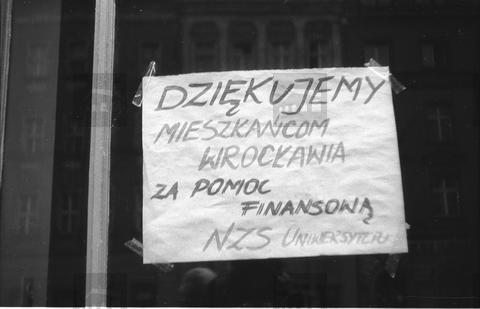 DZIĘKUJEMY
MIESZKAŃCOM
WROCŁAWIA
ZA POMOC
FINANSOWĄ
NZS UNIWERSYTETU